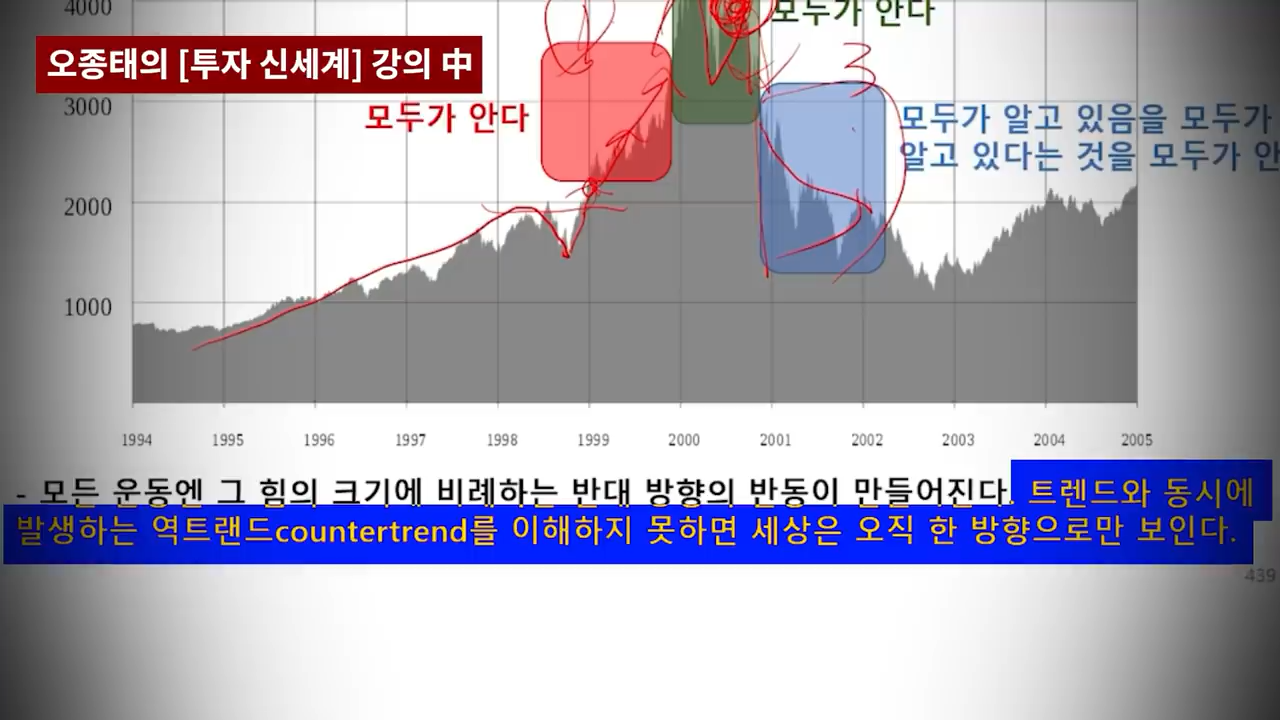 4000
모두가 안다
오종태의 [투자 신세계] 강의 中
3000
모두가 안다
모두가 알고 있음을 모두가
알고 있다는 것을 모두가 안
2000
1000
1994 1995 1996 1997 1998 1999 2000 2001 2002 2003 2004 2005
- 모든 운동엔 그 힘의 크기에 비례하는 반대 방향의 반동이 만들어진다. 트렌드와 동시에
발생하는 역트랜드countertrend를 이해하지 못하면 세상은 오직 한 방향으로만 보인다.
439